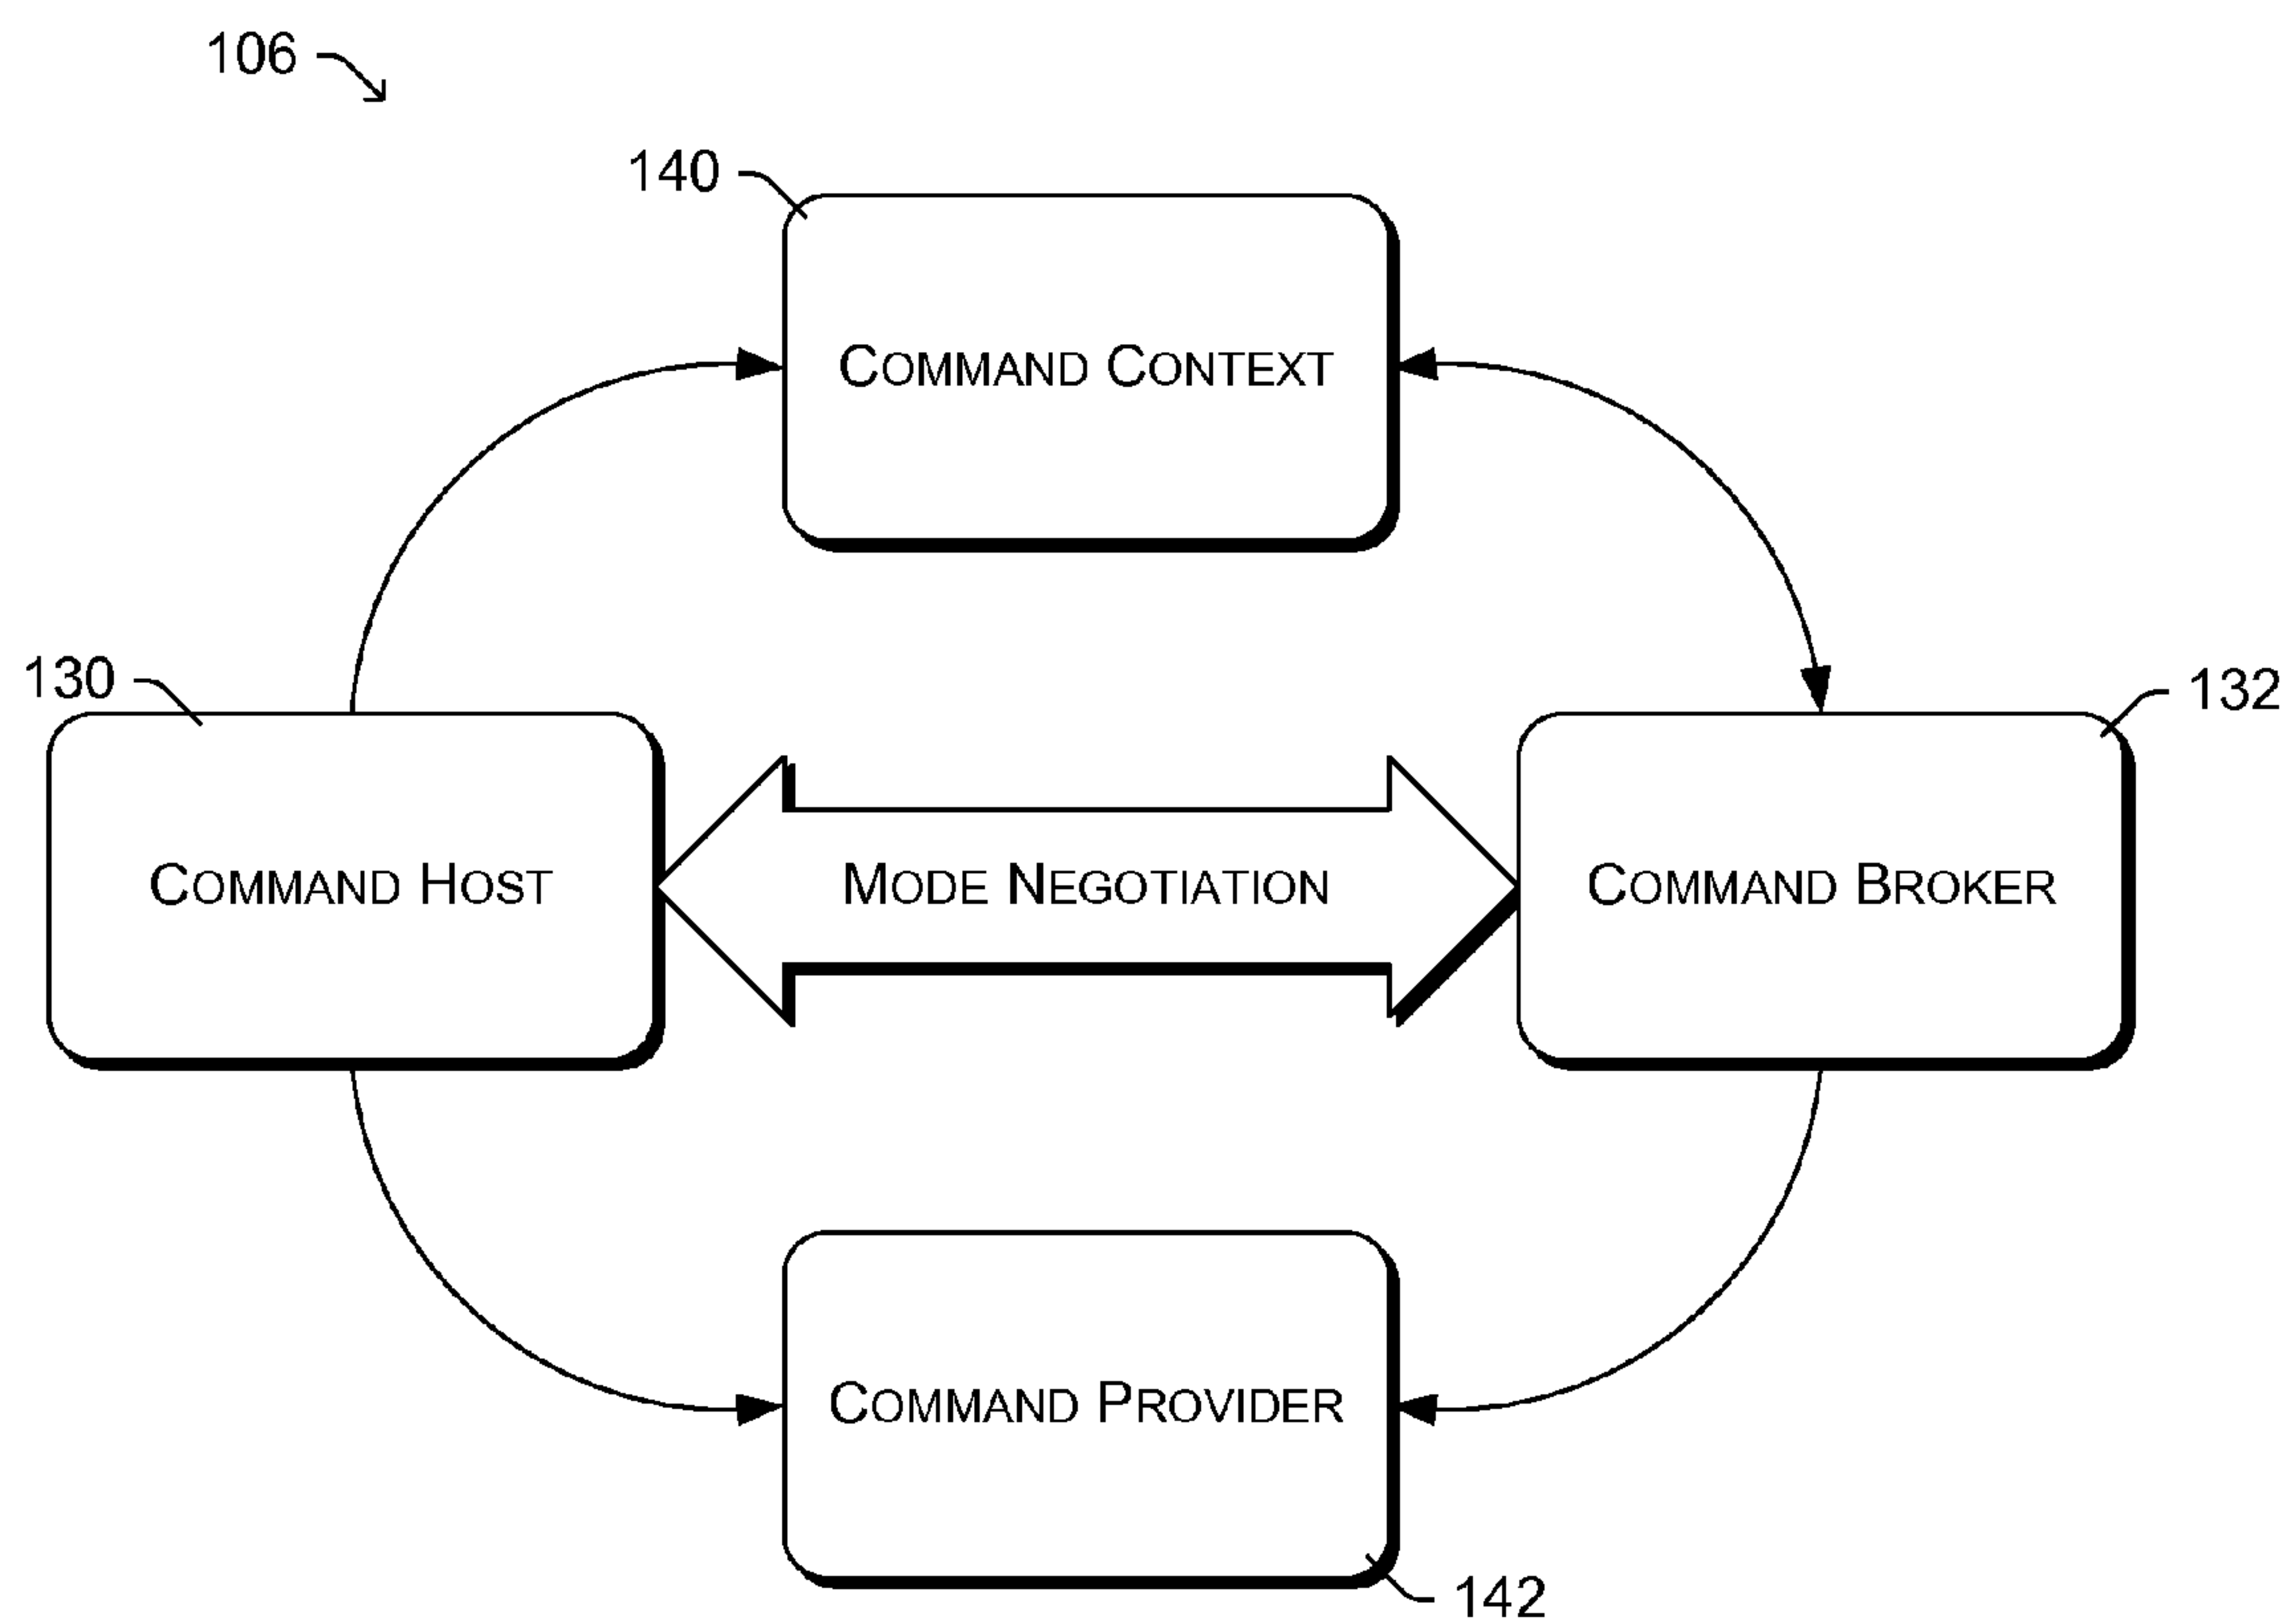 106
140
COMMAND CONTEXT
130
132
COMMAND HOST
MODE NEGOTIATION
COMMAND BROKER
COMMAND PROVIDER
142